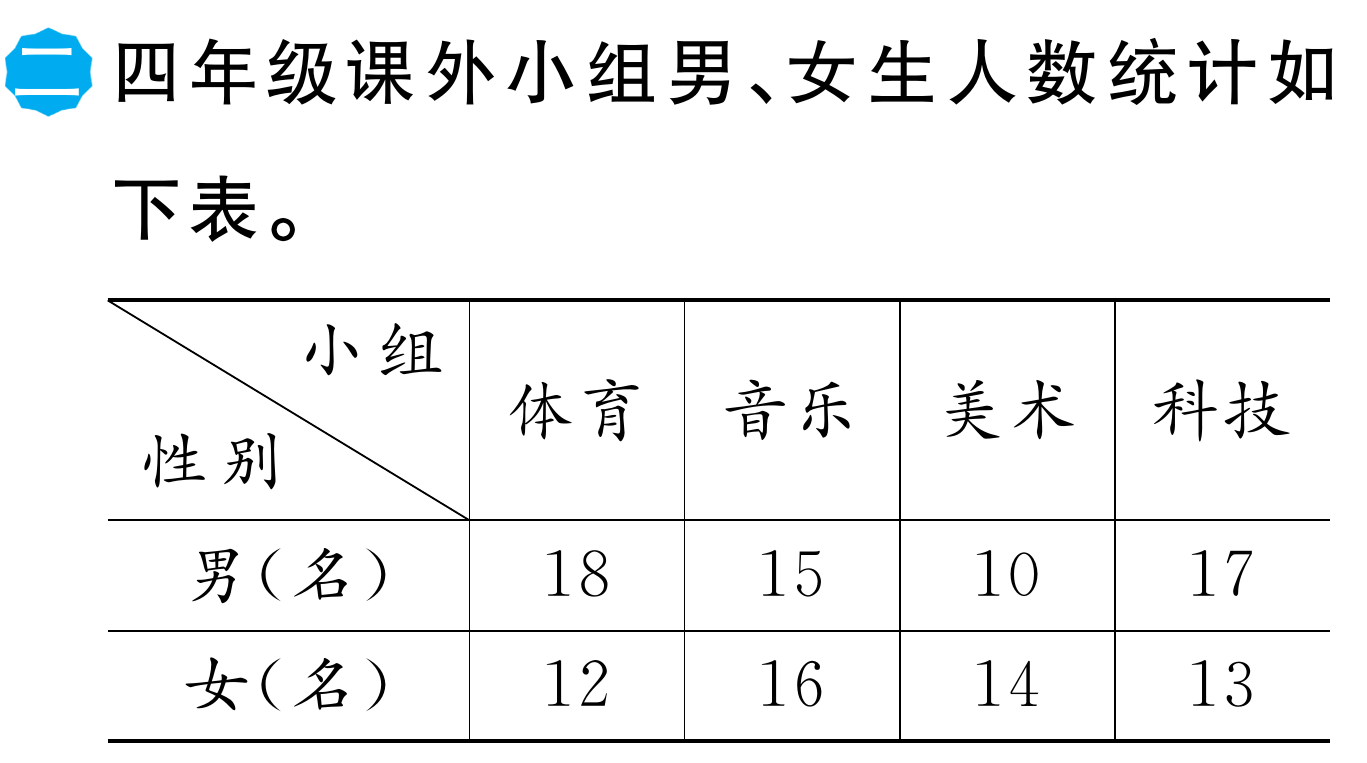 二 四年级课外小组男、女生人数统计如
下表。
小组
性别
体育 音乐 美术 科技
男(名) 18 15 10 17
女(名) 12 16 14 13